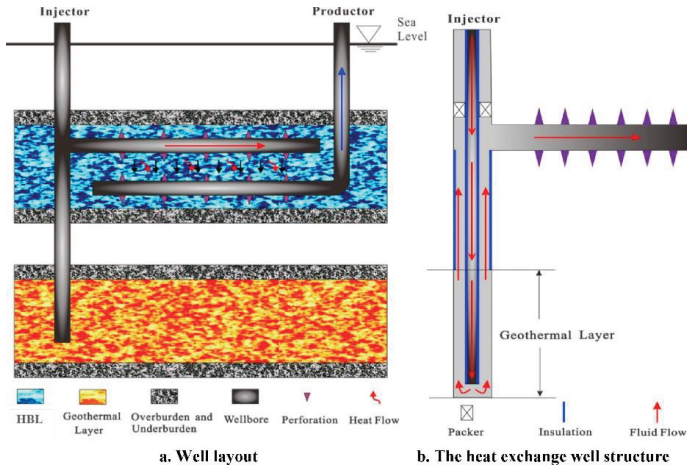 Injector
Productor
Sea
Level
HBL
Geothermal
Layer
Overburden and
Underburden
Wellbore
Perforation
Heat Flow
a. Well layout
Injector
Geothermal Layer
Packer
Insulation
Fluid Flow
b. The heat exchange well structure